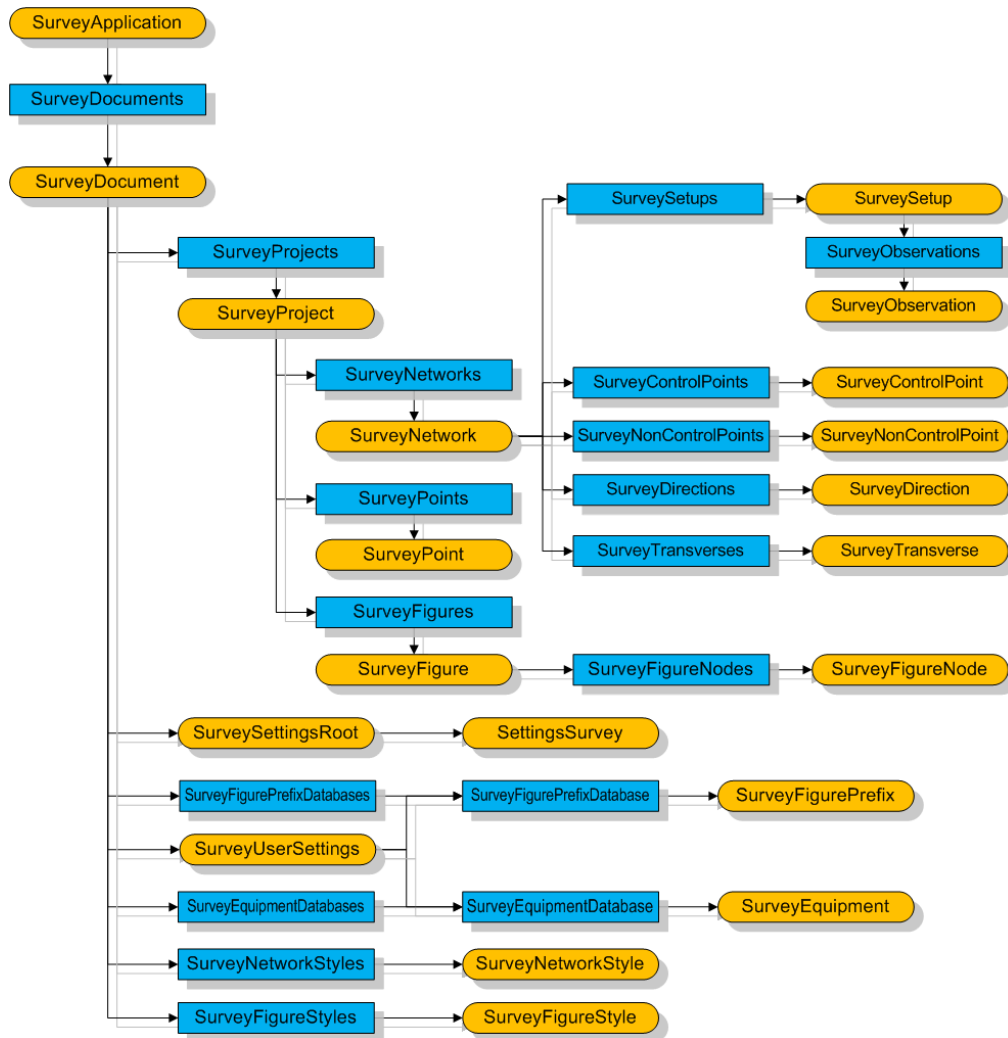 SurveyApplication
SurveyDocuments
SurveyDocument
SurveySetups
SurveySetup
SurveyProjects
SurveyObservations
SurveyProject
SurveyObservation
SurveyNetworks
SurveyControlPoints
SurveyControlPoint
SurveyNetwork
SurveyNonControlPoints
SurveyNonControlPoint
SurveyPoints
SurveyDirections
SurveyDirection
SurveyPoint
SurveyTransverses
SurveyTransverse
SurveyFigures
SurveyFigure
SurveyFigureNodes
SurveyFigureNode
SurveySettingsRoot
SettingsSurvey
SurveyFigurePrefixDatabases
SurveyFigurePrefixDatabase
SurveyFigurePrefix
SurveyUserSettings
SurveyEquipmentDatabases
SurveyEquipmentDatabase
SurveyEquipment
SurveyNetworkStyles
SurveyNetworkStyle
SurveyFigureStyles
SurveyFigureStyle